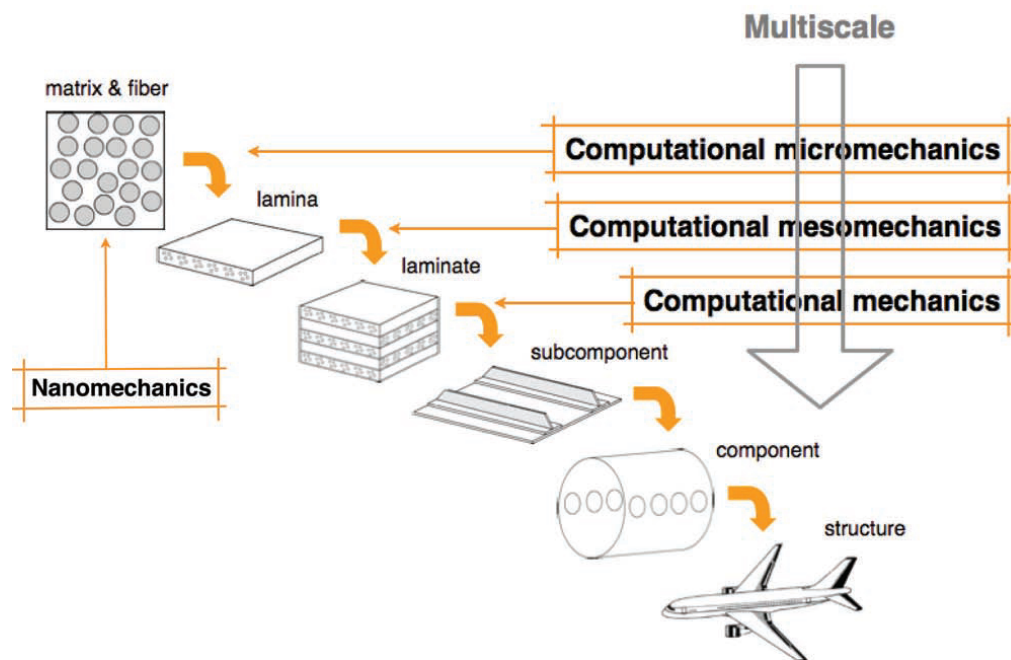 Multiscale
matrix & fiber
Computational micromechanics
lamina
Computational mesomechanics
laminate
Computational mechanics
subcomponent
Nanomechanics
component
structure